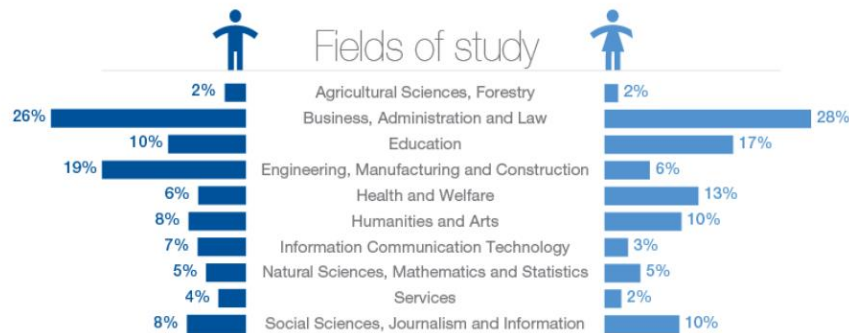 Fields of study
2% Agricultural Sciences, Forestry 2%
26% Business, Administration and Law 28%
10% Education 17%
19% Engineering, Manufacturing and Construction 6%
6% Health and Welfare 13%
8% Humanities and Arts 10%
7% Information Communication Technology 3%
5% Natural Sciences, Mathematics and Statistics 5%
4% Services 2%
8% Social Sciences, Journalism and Information 10%